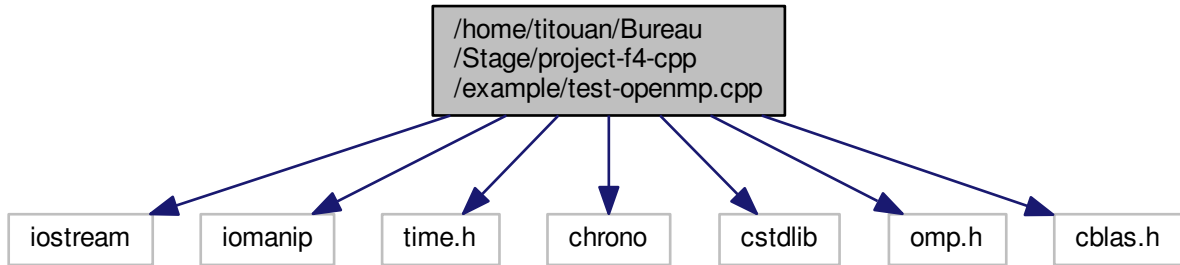 /home/titouan/Bureau
/Stage/project-f4-cpp
/example/test-openmp.cpp
iostream
iomanip
time.h
chrono
cstdlib
omp.h
cblas.h